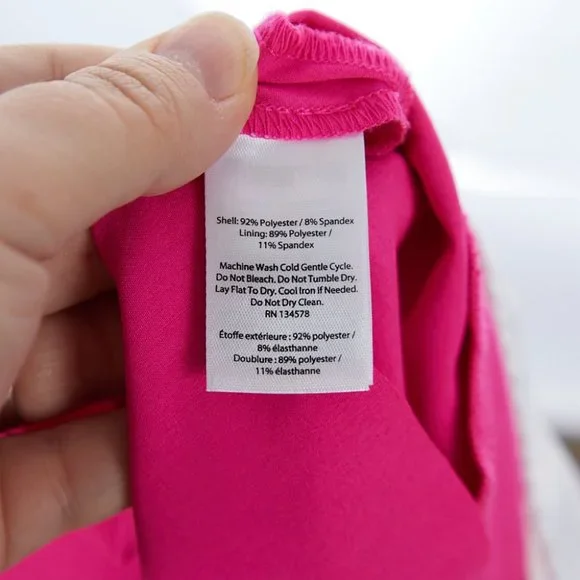 Shell: 92% Polyester / 8% Spandex
Lining: 89% Polyester /
11% Spandex
Machine Wash Cold Gentle Cycle.
Do Not Bleach. Do Not Tumble Dry.
Lay Flat To Dry. Cool Iron if Needed.
Do Not Dry Clean.
RN 134578
Étoffe extérieure : 92% polyester /
8% élasthanne
Doublure : 89% polyester /
11% élasthanne